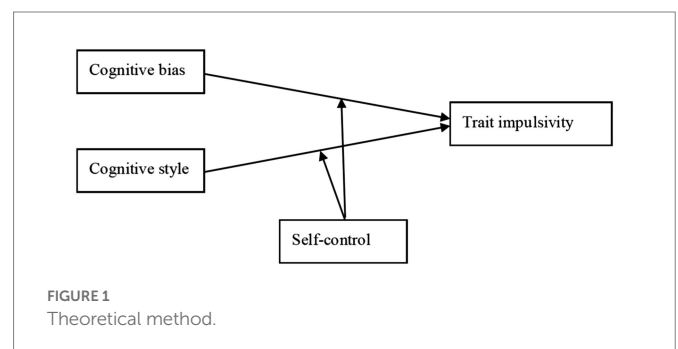 Cognitive bias
Trait impulsivity
Cognitive style
Self-control
FIGURE 1
Theoretical method.